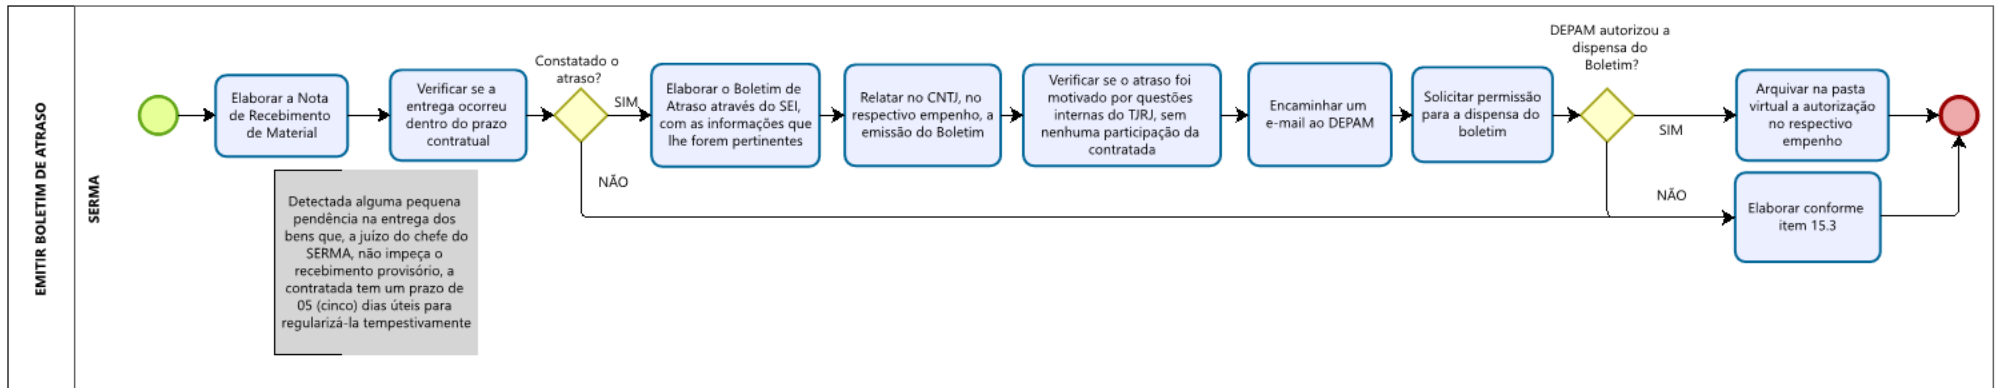 EMITIR BOLETIM DE ATRASO
SERMA
Elaborar a Nota
de Recebimento
de Material
Detectada alguma pequena
pendência na entrega dos
bens que, a juízo do chefe do
SERMA, não impeça o
recebimento provisório, a
contratada tem um prazo de
05 (cinco) dias úteis para
regularizá-la tempestivamente
Verificar se a
entrega ocorreu
dentro do prazo
contratual
Constatado o
atraso?
SIM
NÃO
Elaborar o Boletim de
Atraso através do SEI,
com as informações que
lhe forem pertinentes
Relatar no CNTJ, no
respectivo empenho, a
emissão do Boletim
Verificar se o atraso foi
motivado por questões
internas do TJRJ, sem
nenhuma participação da
contratada
Encaminhar um
e-mail ao DEPAM
Solicitar permissão
para a dispensa do
boletim
DEPAM autorizou a
dispensa do
Boletim?
SIM
NÃO
Arquivar na pasta
virtual a autorização
no respectivo
empenho
Elaborar conforme
item 15.3